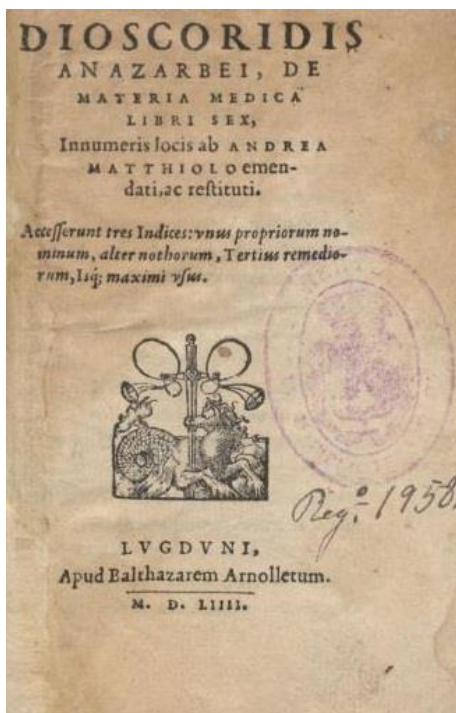 DIOSCORIDIS
ANAZARBEI, DE
MATERIA MEDICA
LIBRI SEX,
Innumeris locis ab ANDREA
MATTHIOLO emen-
dati, ac restituti.
Accesserunt tres Indices: vnus propriorum no-
minum, alter nothorum, Tertius remedio-
rum, Isq; maximi vsus.
Reg.º 1958
LVGDVNI,
Apud Balthazarem Arnolletum.
M. D. LIIII.